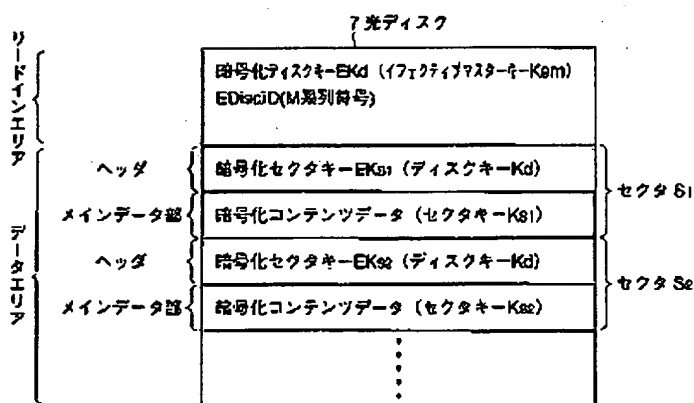 7 光ディスク
リードインエリア
暗号化ディスクキーEKd (イフェクティブマスターキーKem)
EDiscID(M系列符号)
データエリア
ヘッダ
暗号化セクタキーEKS1 (ディスクキーKd)
メインデータ部
暗号化コンテンツデータ (セクタキーKS1)
セクタ S1
ヘッダ
暗号化セクタキーEKS2 (ディスクキーKd)
メインデータ部
暗号化コンテンツデータ (セクタキーKS2)
セクタ S2